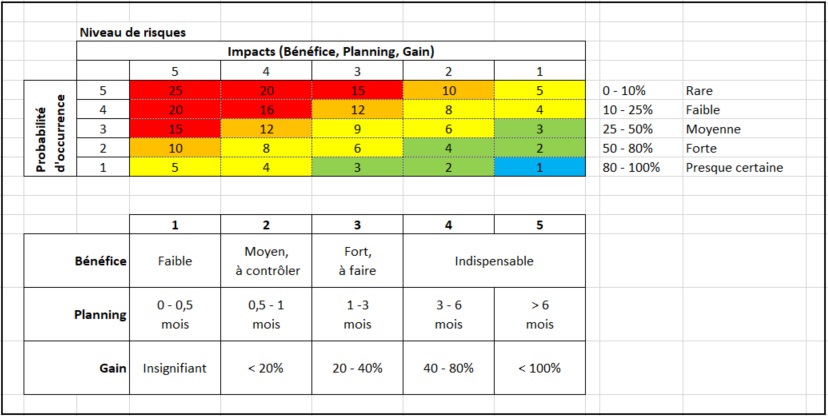 Niveau de risques
Impacts (Bénéfice, Planning, Gain)
5 4 3 2 1
Probabilité
d'occurrence
5 25 20 15 10 5 0 - 10% Rare
4 20 16 12 8 4 10 - 25% Faible
3 15 12 9 6 3 25 - 50% Moyenne
2 10 8 6 4 2 50 - 80% Forte
1 5 4 3 2 1 80 - 100% Presque certaine
1 2 3 4 5
Bénéfice Faible Moyen, à contrôler Fort, à faire Indispensable
Planning 0 - 0,5 mois 0,5 - 1 mois 1 -3 mois 3 - 6 mois > 6 mois
Gain Insignifiant < 20% 20 - 40% 40 - 80% < 100%